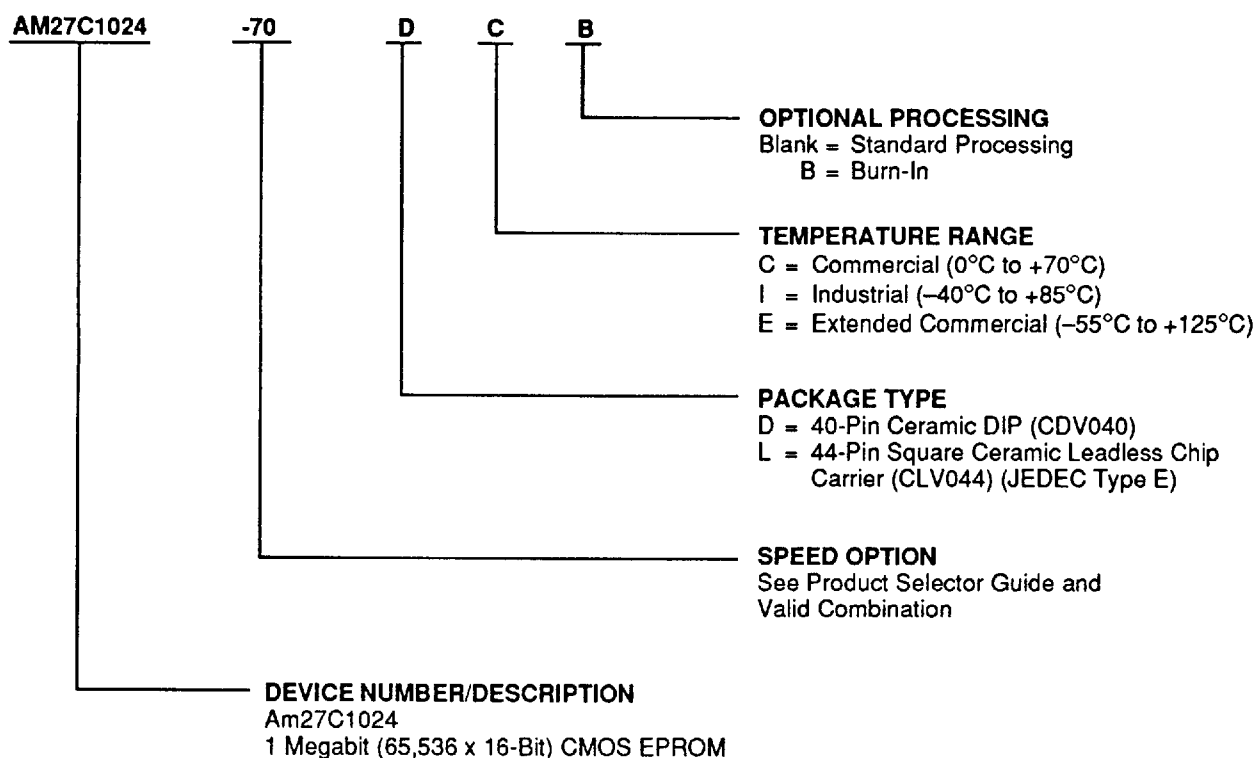 AM27C1024 -70 D C B
OPTIONAL PROCESSING
Blank = Standard Processing
B = Burn-In
TEMPERATURE RANGE
C = Commercial (0°C to +70°C)
I = Industrial (–40°C to +85°C)
E = Extended Commercial (–55°C to +125°C)
PACKAGE TYPE
D = 40-Pin Ceramic DIP (CDV040)
L = 44-Pin Square Ceramic Leadless Chip
Carrier (CLV044) (JEDEC Type E)
SPEED OPTION
See Product Selector Guide and
Valid Combination
DEVICE NUMBER/DESCRIPTION
Am27C1024
1 Megabit (65,536 x 16-Bit) CMOS EPROM